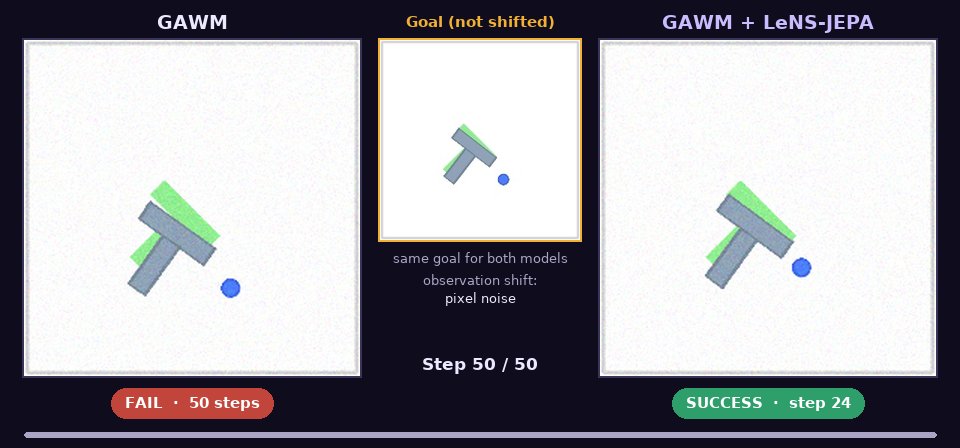 GAWM
Goal (not shifted)
GAWM + LeNS-JEPA
same goal for both models
observation shift:
pixel noise
Step 50 / 50
FAIL · 50 steps
SUCCESS · step 24